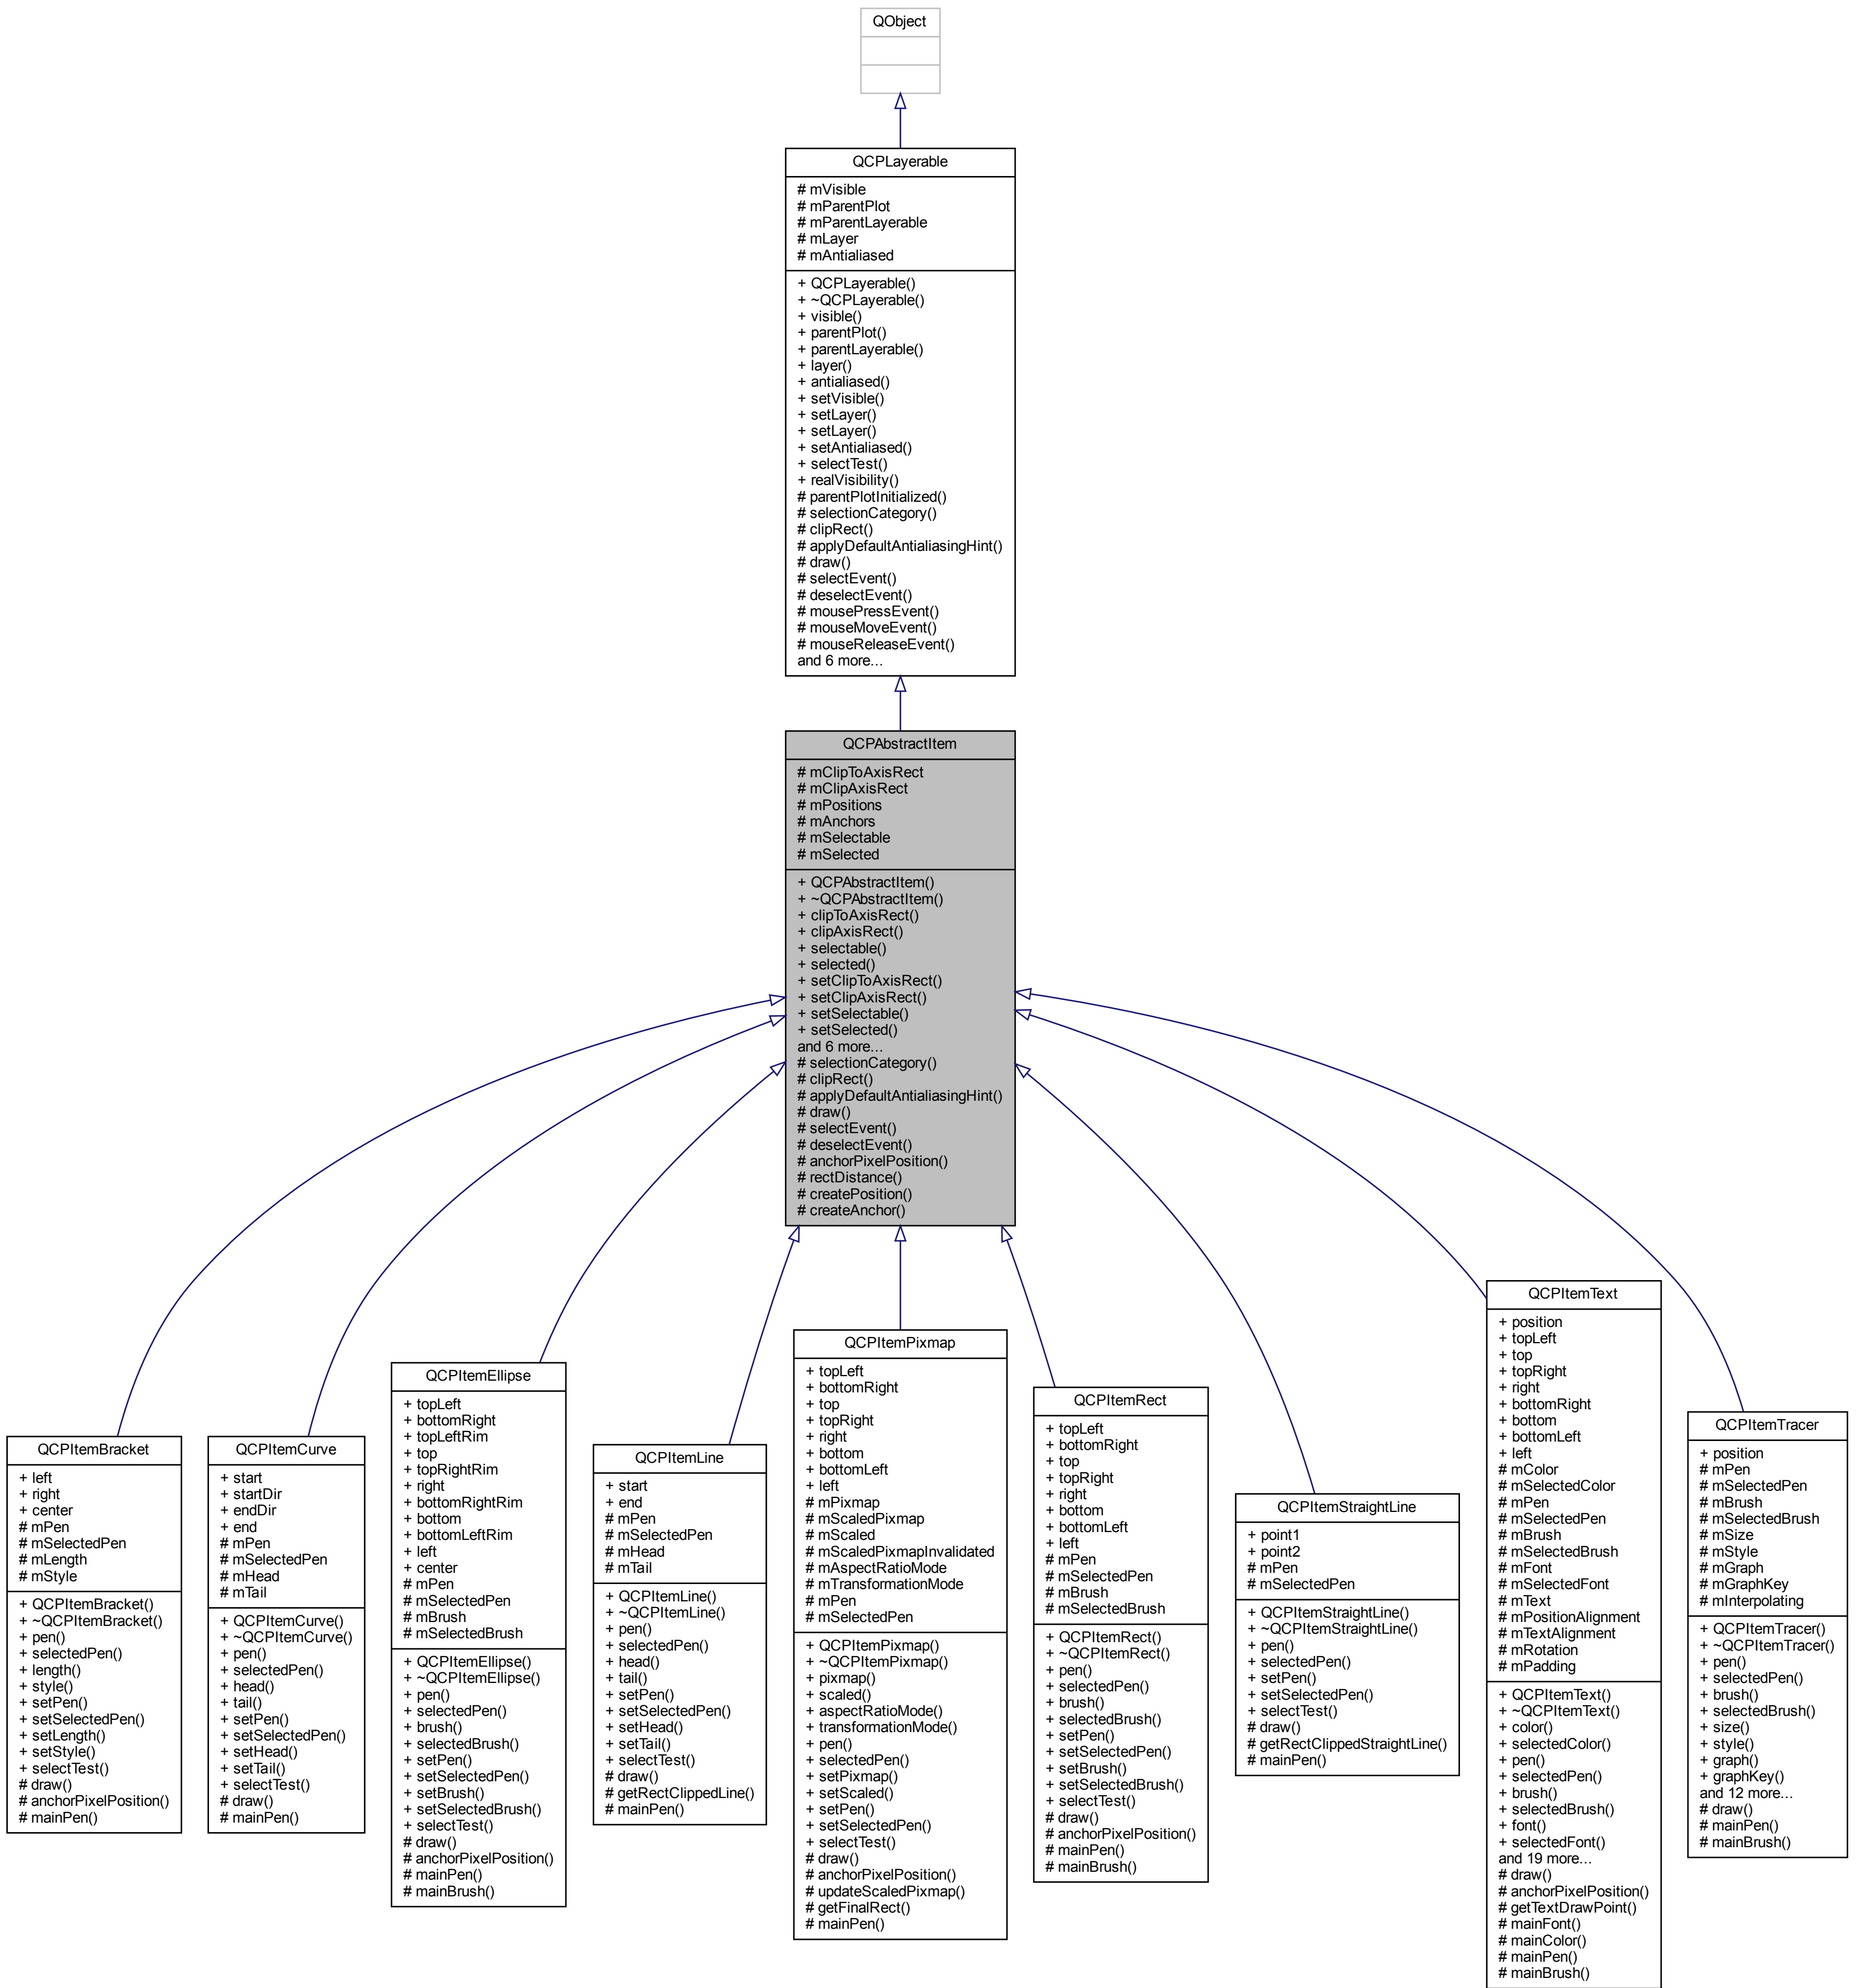 QObject
QCPLayerable
# mVisible
# mParentPlot
# mParentLayerable
# mLayer
# mAntialiased
+ QCPLayerable()
+ ~QCPLayerable()
+ visible()
+ parentPlot()
+ parentLayerable()
+ layer()
+ antialiased()
+ setVisible()
+ setLayer()
+ setLayer()
+ setAntialiased()
+ selectTest()
+ realVisibility()
# parentPlotInitialized()
# selectionCategory()
# clipRect()
# applyDefaultAntialiasingHint()
# draw()
# selectEvent()
# deselectEvent()
# mousePressEvent()
# mouseMoveEvent()
# mouseReleaseEvent()
and 6 more...
QCPAbstractItem
# mClipToAxisRect
# mClipAxisRect
# mPositions
# mAnchors
# mSelectable
# mSelected
+ QCPAbstractItem()
+ ~QCPAbstractItem()
+ clipToAxisRect()
+ clipAxisRect()
+ selectable()
+ selected()
+ setClipToAxisRect()
+ setClipAxisRect()
+ setSelectable()
+ setSelected()
and 6 more...
# selectionCategory()
# clipRect()
# applyDefaultAntialiasingHint()
# draw()
# selectEvent()
# deselectEvent()
# anchorPixelPosition()
# rectDistance()
# createPosition()
# createAnchor()
QCPItemBracket
+ left
+ right
+ center
# mPen
# mSelectedPen
# mLength
# mStyle
+ QCPItemBracket()
+ ~QCPItemBracket()
+ pen()
+ selectedPen()
+ length()
+ style()
+ setPen()
+ setSelectedPen()
+ setLength()
+ setStyle()
+ selectTest()
# draw()
# anchorPixelPosition()
# mainPen()
QCPItemCurve
+ start
+ startDir
+ endDir
+ end
# mPen
# mSelectedPen
# mHead
# mTail
+ QCPItemCurve()
+ ~QCPItemCurve()
+ pen()
+ selectedPen()
+ head()
+ tail()
+ setPen()
+ setSelectedPen()
+ setHead()
+ setTail()
+ selectTest()
# draw()
# mainPen()
QCPItemEllipse
+ topLeft
+ bottomRight
+ topLeftRim
+ top
+ topRightRim
+ right
+ bottomRightRim
+ bottom
+ bottomLeftRim
+ left
+ center
# mPen
# mSelectedPen
# mBrush
# mSelectedBrush
+ QCPItemEllipse()
+ ~QCPItemEllipse()
+ pen()
+ selectedPen()
+ brush()
+ selectedBrush()
+ setPen()
+ setSelectedPen()
+ setBrush()
+ setSelectedBrush()
+ selectTest()
# draw()
# anchorPixelPosition()
# mainPen()
# mainBrush()
QCPItemLine
+ start
+ end
# mPen
# mSelectedPen
# mHead
# mTail
+ QCPItemLine()
+ ~QCPItemLine()
+ pen()
+ selectedPen()
+ head()
+ tail()
+ setPen()
+ setSelectedPen()
+ setHead()
+ setTail()
+ selectTest()
# draw()
# getRectClippedLine()
# mainPen()
QCPItemPixmap
+ topLeft
+ bottomRight
+ top
+ topRight
+ right
+ bottom
+ bottomLeft
+ left
# mPixmap
# mScaledPixmap
# mScaled
# mScaledPixmapInvalidated
# mAspectRatioMode
# mTransformationMode
# mPen
# mSelectedPen
+ QCPItemPixmap()
+ ~QCPItemPixmap()
+ pixmap()
+ scaled()
+ aspectRatioMode()
+ transformationMode()
+ pen()
+ selectedPen()
+ setPixmap()
+ setScaled()
+ setPen()
+ setSelectedPen()
+ selectTest()
# draw()
# anchorPixelPosition()
# updateScaledPixmap()
# getFinalRect()
# mainPen()
QCPItemRect
+ topLeft
+ bottomRight
+ top
+ topRight
+ right
+ bottom
+ bottomLeft
+ left
# mPen
# mSelectedPen
# mBrush
# mSelectedBrush
+ QCPItemRect()
+ ~QCPItemRect()
+ pen()
+ selectedPen()
+ brush()
+ selectedBrush()
+ setPen()
+ setSelectedPen()
+ setBrush()
+ setSelectedBrush()
+ selectTest()
# draw()
# anchorPixelPosition()
# mainPen()
# mainBrush()
QCPItemStraightLine
+ point1
+ point2
# mPen
# mSelectedPen
+ QCPItemStraightLine()
+ ~QCPItemStraightLine()
+ pen()
+ selectedPen()
+ setPen()
+ setSelectedPen()
+ selectTest()
# draw()
# getRectClippedStraightLine()
# mainPen()
QCPItemText
+ position
+ topLeft
+ top
+ topRight
+ right
+ bottomRight
+ bottom
+ bottomLeft
+ left
# mColor
# mSelectedColor
# mPen
# mSelectedPen
# mBrush
# mSelectedBrush
# mFont
# mSelectedFont
# mText
# mPositionAlignment
# mTextAlignment
# mRotation
# mPadding
+ QCPItemText()
+ ~QCPItemText()
+ color()
+ selectedColor()
+ pen()
+ selectedPen()
+ brush()
+ selectedBrush()
+ font()
+ selectedFont()
and 19 more...
# draw()
# anchorPixelPosition()
# getTextDrawPoint()
# mainFont()
# mainColor()
# mainPen()
# mainBrush()
QCPItemTracer
+ position
# mPen
# mSelectedPen
# mBrush
# mSelectedBrush
# mSize
# mStyle
# mGraph
# mGraphKey
# mInterpolating
+ QCPItemTracer()
+ ~QCPItemTracer()
+ pen()
+ selectedPen()
+ brush()
+ selectedBrush()
+ size()
+ style()
+ graph()
+ graphKey()
and 12 more...
# draw()
# mainPen()
# mainBrush()